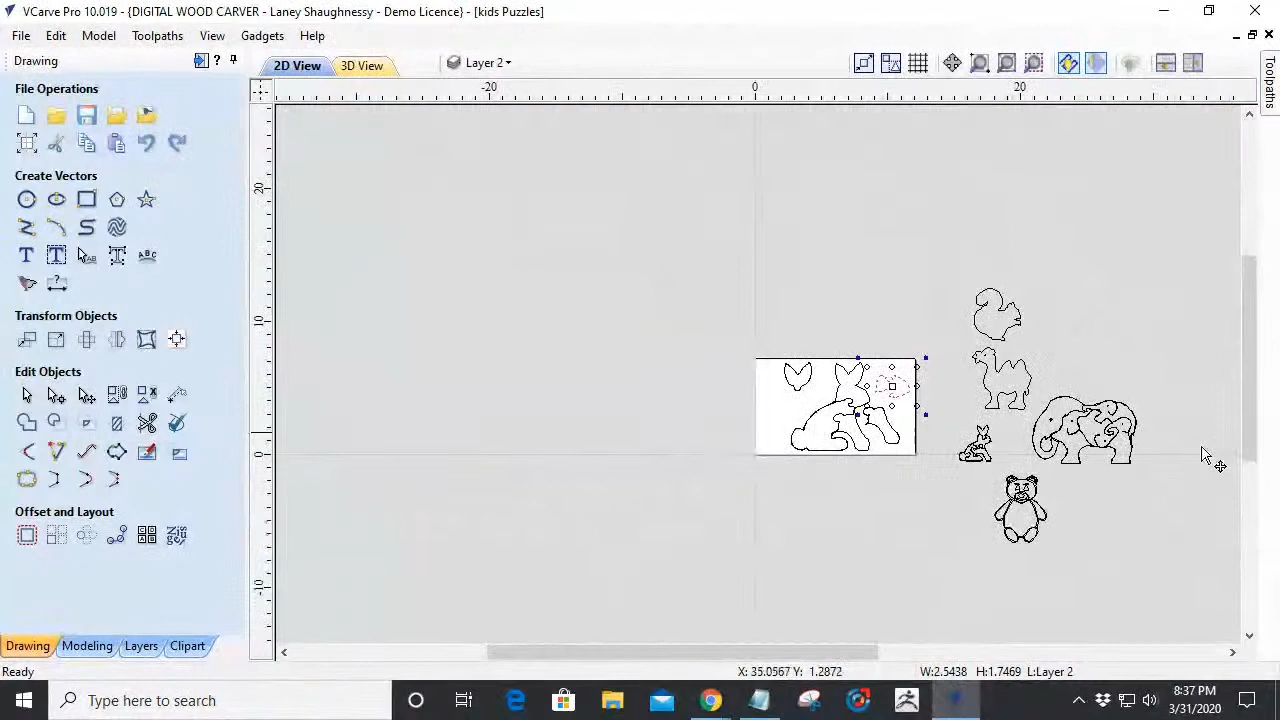 VCarve Pro 10.019 - {DIGITAL WOOD CARVER - Laney Shaughnessy - Demo Licence} - [kids Puzzles]
File Edit Model Toolpaths View Gadgets Help
Drawing
2D View 3D View Layer 2
File Operations
-20 0 20
Create Vectors
Transform Objects
Edit Objects
Offset and Layout
20
10
0
-10
Toolpaths
Drawing Modeling Layers Clipart
Ready
X: 35.0567 Y: 1.2872 W:2.5438 H:1.7469 L:Layer 2
Type here to search
8:37 PM
3/31/2020